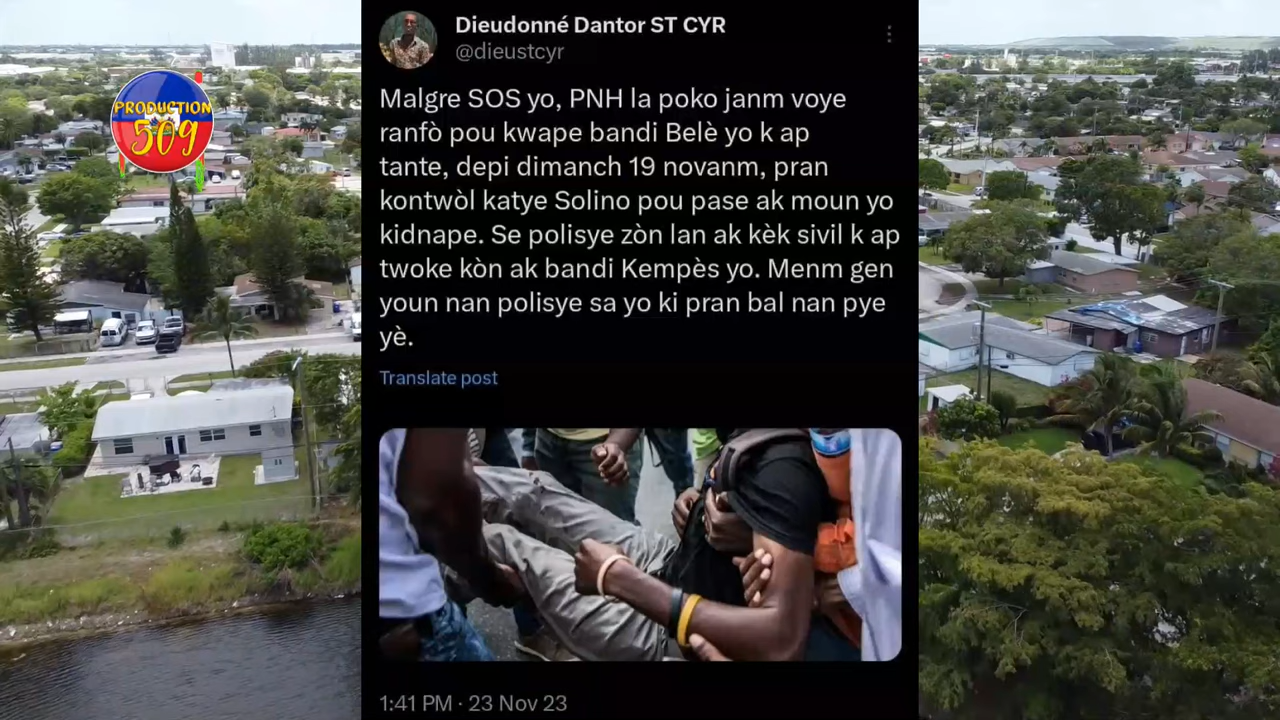 PRODUCTION
509
Dieudonné Dantor ST CYR
@dieustcyr
Malgre SOS yo, PNH la poko janm voye
ranfò pou kwape bandi Belè yo k ap
tante, depi dimanch 19 novanm, pran
kontwòl katye Solino pou pase ak moun yo
kidnape. Se polisye zòn lan ak kèk sivil k ap
twoke kòn ak bandi Kempès yo. Menm gen
youn nan polisye sa yo ki pran bal nan pye
yè.
Translate post
1:41 PM · 23 Nov 23